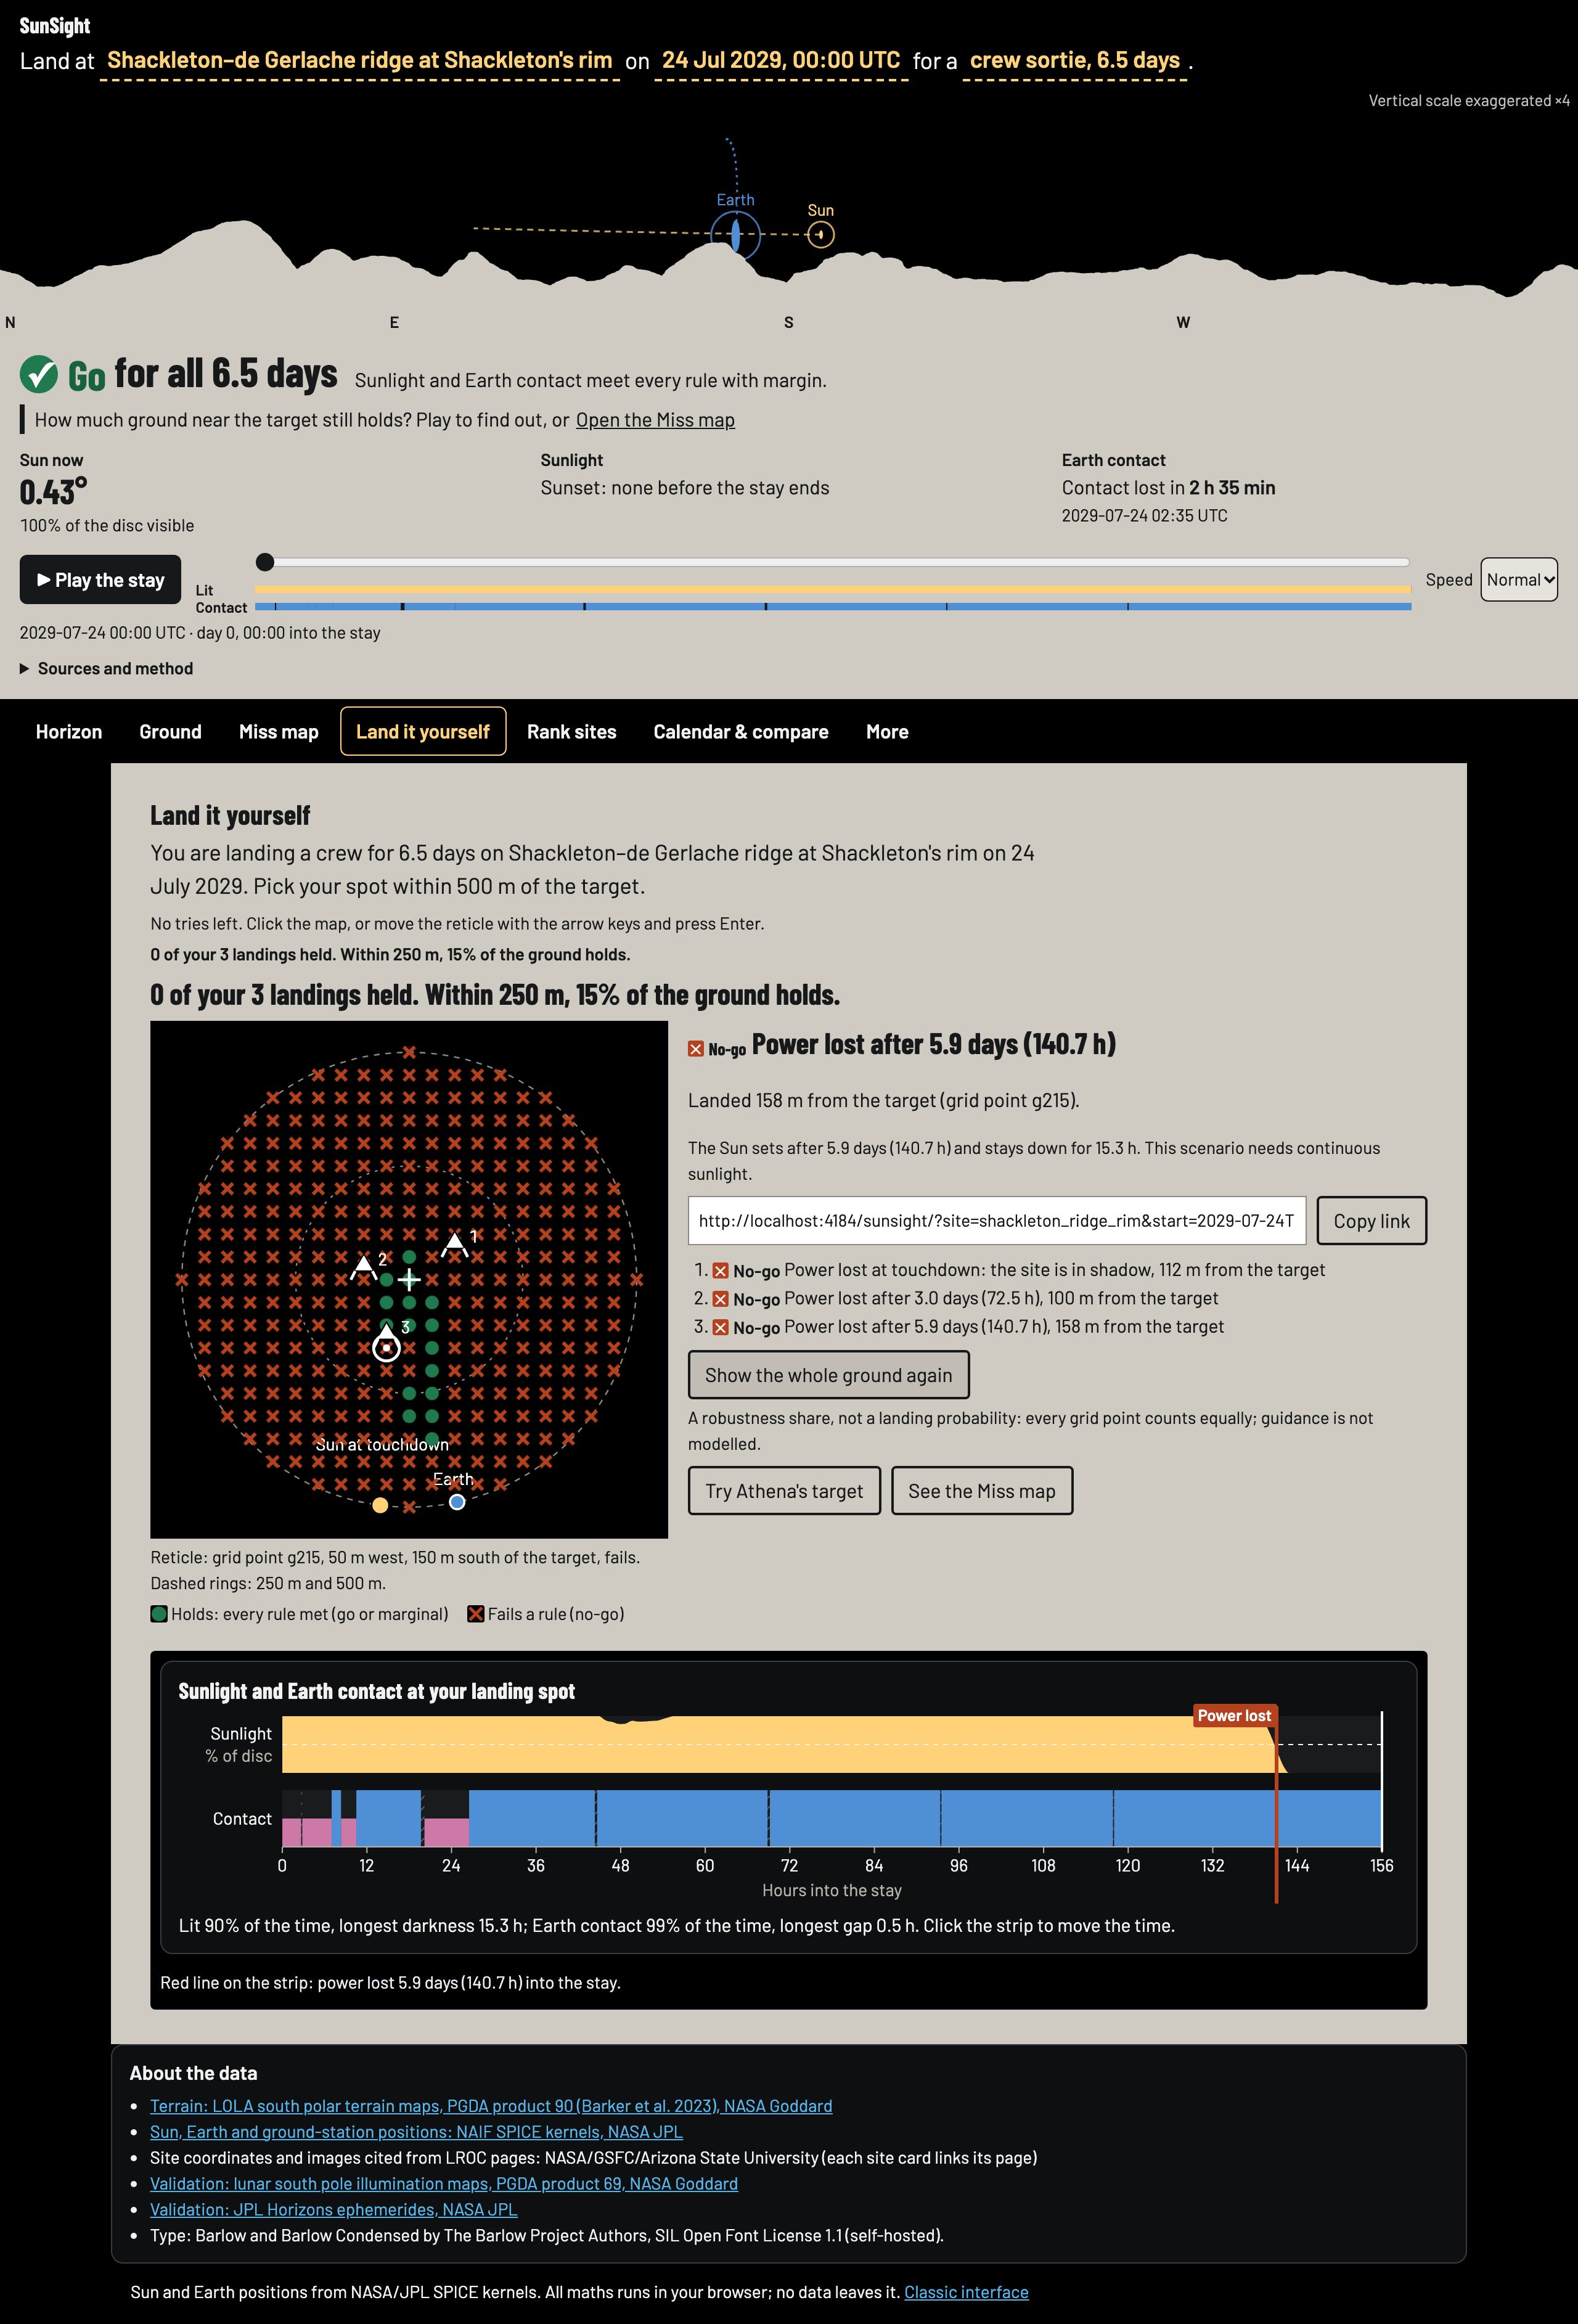 SunSight
Land at Shackleton–de Gerlache ridge at Shackleton's rim on 24 Jul 2029, 00:00 UTC for a crew sortie, 6.5 days .
Vertical scale exaggerated ×4
Earth
Sun
N E S W
Go for all 6.5 days Sunlight and Earth contact meet every rule with margin.
How much ground near the target still holds? Play to find out, or Open the Miss map
Sun now
0.43°
100% of the disc visible
Sunlight
Sunset: none before the stay ends
Earth contact
Contact lost in 2 h 35 min
2029-07-24 02:35 UTC
Play the stay
Lit
Contact
Speed Normal
2029-07-24 00:00 UTC · day 0, 00:00 into the stay
Sources and method
Horizon Ground Miss map Land it yourself Rank sites Calendar & compare More
Land it yourself
You are landing a crew for 6.5 days on Shackleton–de Gerlache ridge at Shackleton's rim on 24
July 2029. Pick your spot within 500 m of the target.
No tries left. Click the map, or move the reticle with the arrow keys and press Enter.
0 of your 3 landings held. Within 250 m, 15% of the ground holds.
0 of your 3 landings held. Within 250 m, 15% of the ground holds.
1
2
3
Sun at touchdown
Earth
Reticle: grid point g215, 50 m west, 150 m south of the target, fails.
Dashed rings: 250 m and 500 m.
Holds: every rule met (go or marginal) Fails a rule (no-go)
No-go Power lost after 5.9 days (140.7 h)
Landed 158 m from the target (grid point g215).
The Sun sets after 5.9 days (140.7 h) and stays down for 15.3 h. This scenario needs continuous
sunlight.
http://localhost:4184/sunsight/?site=shackleton_ridge_rim&start=2029-07-24T
Copy link
1. No-go Power lost at touchdown: the site is in shadow, 112 m from the target
2. No-go Power lost after 3.0 days (72.5 h), 100 m from the target
3. No-go Power lost after 5.9 days (140.7 h), 158 m from the target
Show the whole ground again
A robustness share, not a landing probability: every grid point counts equally; guidance is not
modelled.
Try Athena's target
See the Miss map
Sunlight and Earth contact at your landing spot
Power lost
Sunlight
% of disc
Contact
0 12 24 36 48 60 72 84 96 108 120 132 144 156
Hours into the stay
Lit 90% of the time, longest darkness 15.3 h; Earth contact 99% of the time, longest gap 0.5 h. Click the strip to move the time.
Red line on the strip: power lost 5.9 days (140.7 h) into the stay.
About the data
Terrain: LOLA south polar terrain maps, PGDA product 90 (Barker et al. 2023), NASA Goddard
Sun, Earth and ground-station positions: NAIF SPICE kernels, NASA JPL
Site coordinates and images cited from LROC pages: NASA/GSFC/Arizona State University (each site card links its page)
Validation: lunar south pole illumination maps, PGDA product 69, NASA Goddard
Validation: JPL Horizons ephemerides, NASA JPL
Type: Barlow and Barlow Condensed by The Barlow Project Authors, SIL Open Font License 1.1 (self-hosted).
Sun and Earth positions from NASA/JPL SPICE kernels. All maths runs in your browser; no data leaves it. Classic interface